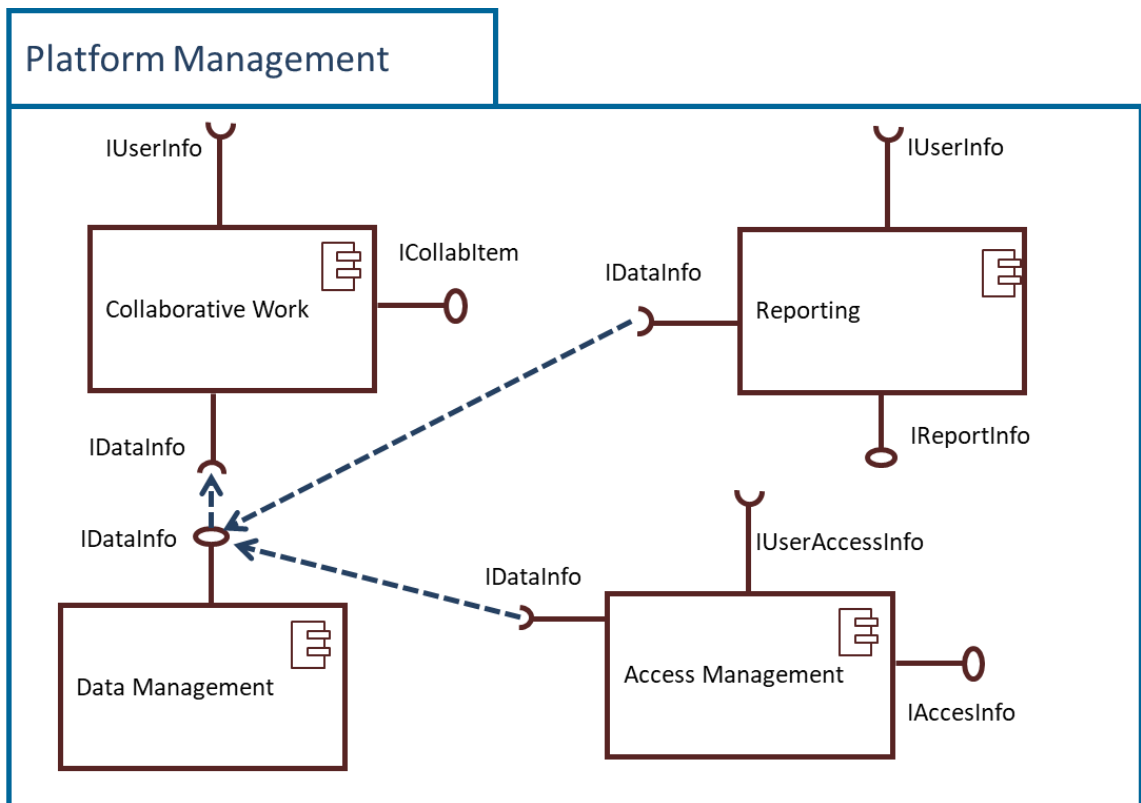 Platform Management
IUserInfo
IUserInfo
ICollabItem
IDataInfo
Collaborative Work
Reporting
IDataInfo
IReportInfo
IDataInfo
IUserAccessInfo
IDataInfo
Data Management
Access Management
IAccesInfo